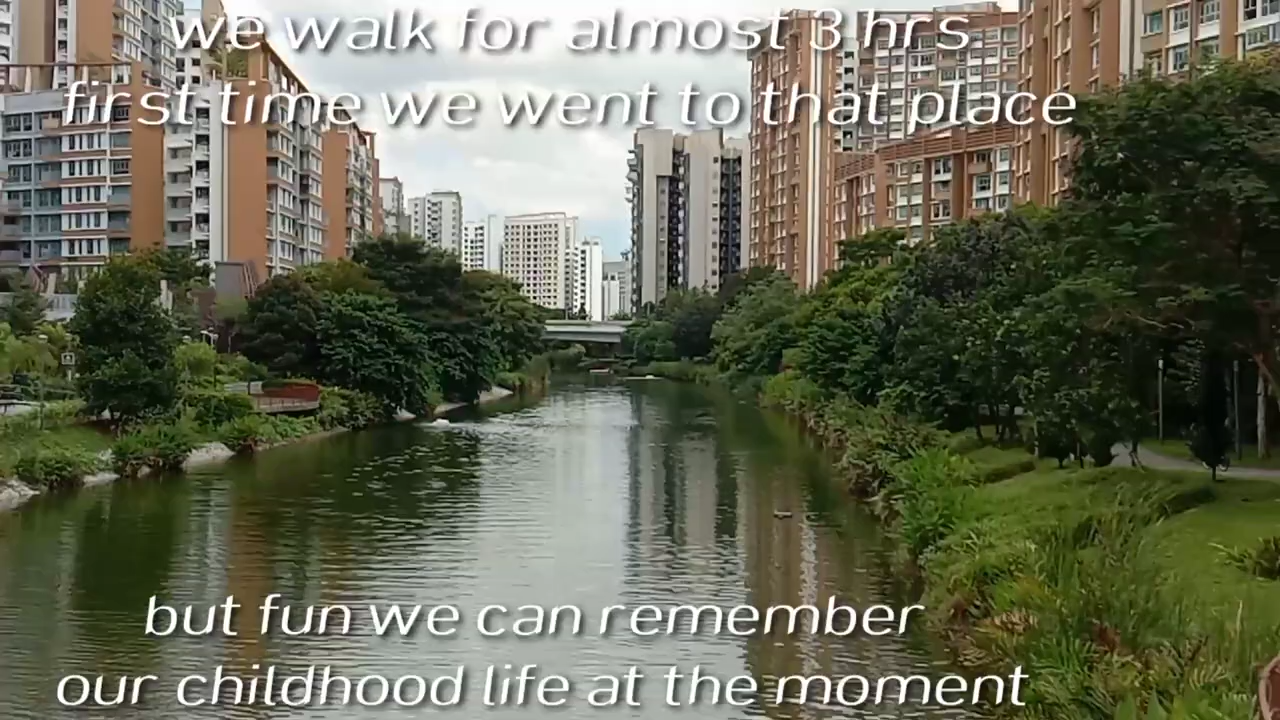 we walk for almost 3 hrs
first time we went to that place
but fun we can remember
our childhood life at the moment